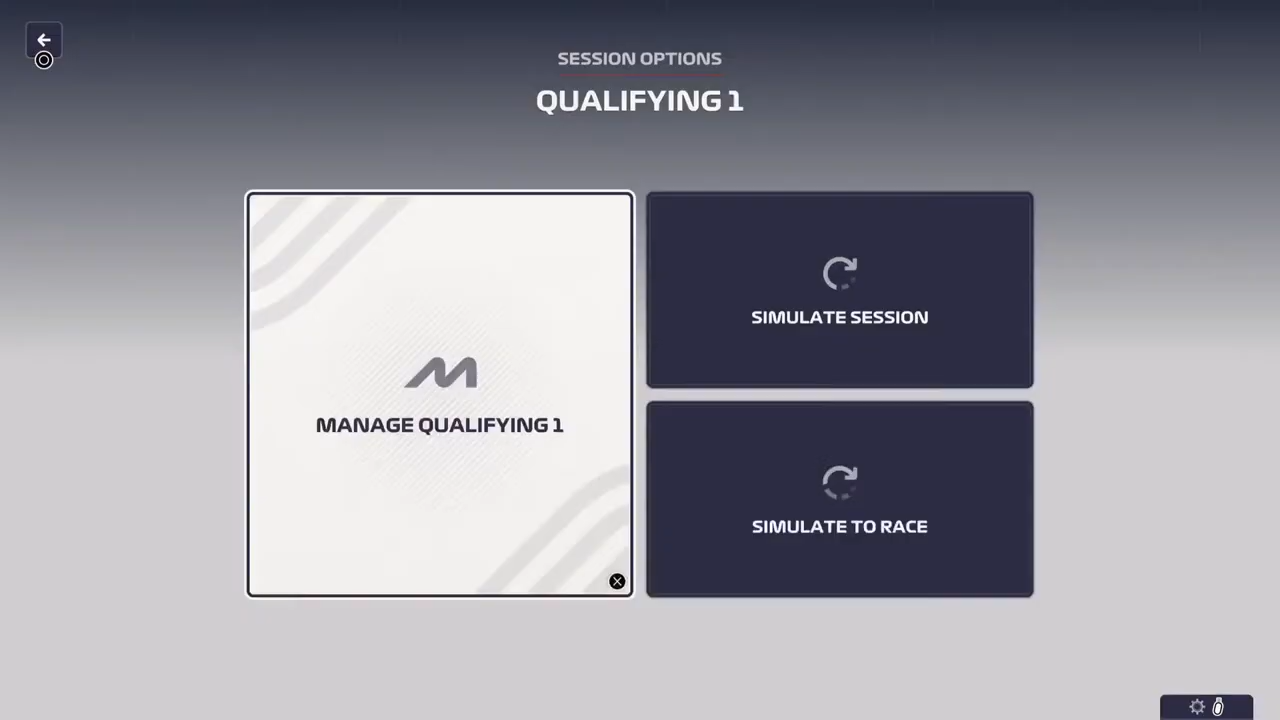 SESSION OPTIONS
QUALIFYING 1
MANAGE QUALIFYING 1
SIMULATE SESSION
SIMULATE TO RACE